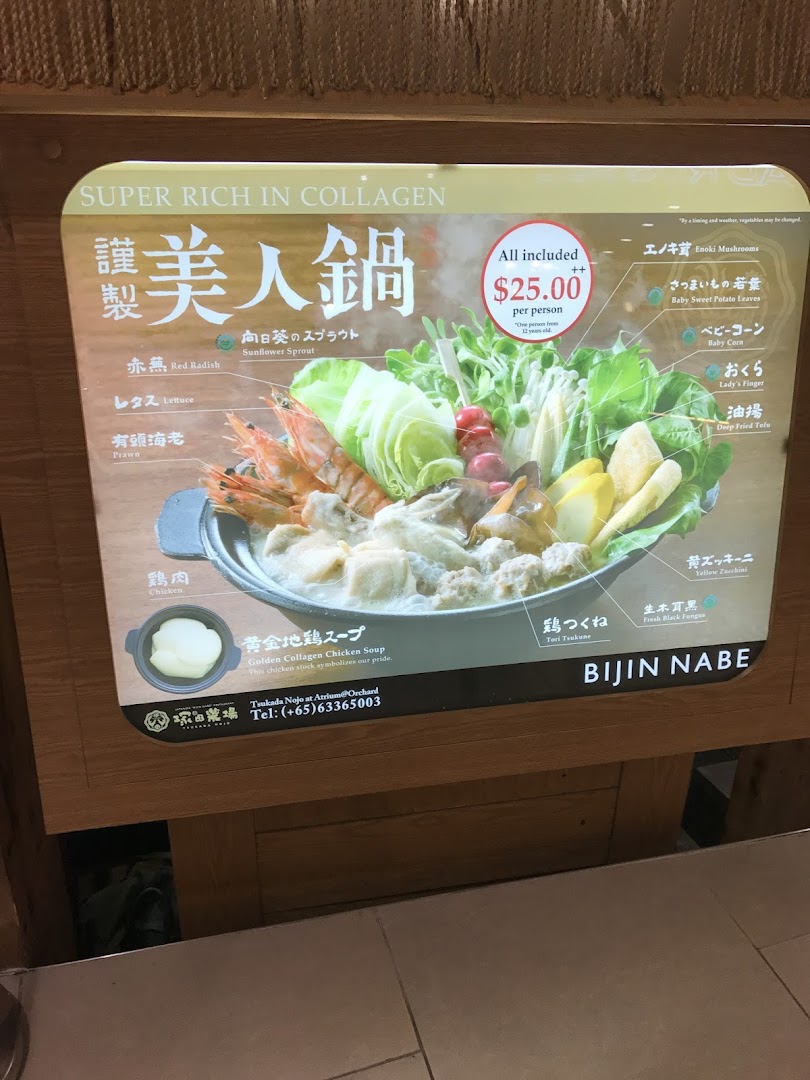 SUPER RICH IN COLLAGEN
*By a timing and weather, vegetables may be changed.
謹製
美人鍋
All included
++
$25.00
per person
*One person from
12 years old.
エノキ茸 Enoki Mushrooms
さつまいもの若葉
Baby Sweet Potato Leaves
ベビーコーン
Baby Corn
おくら
Lady's Finger
油揚
Deep Fried Tofu
向日葵のスプラウト
Sunflower Sprout
赤蕪 Red Radish
レタス Lettuce
有頭海老
Prawn
鶏肉
Chicken
黄金地鶏スープ
Golden Collagen Chicken Soup
This chicken stock symbolizes our pride.
鶏つくね
Tori Tsukune
生木耳黒
Fresh Black Fungus
黄ズッキーニ
Yellow Zucchini
BIJIN NABE
塚田農場
TSUKADA NOJO
Tsukada Nojo at Atrium@Orchard
Tel: (+65)63365003